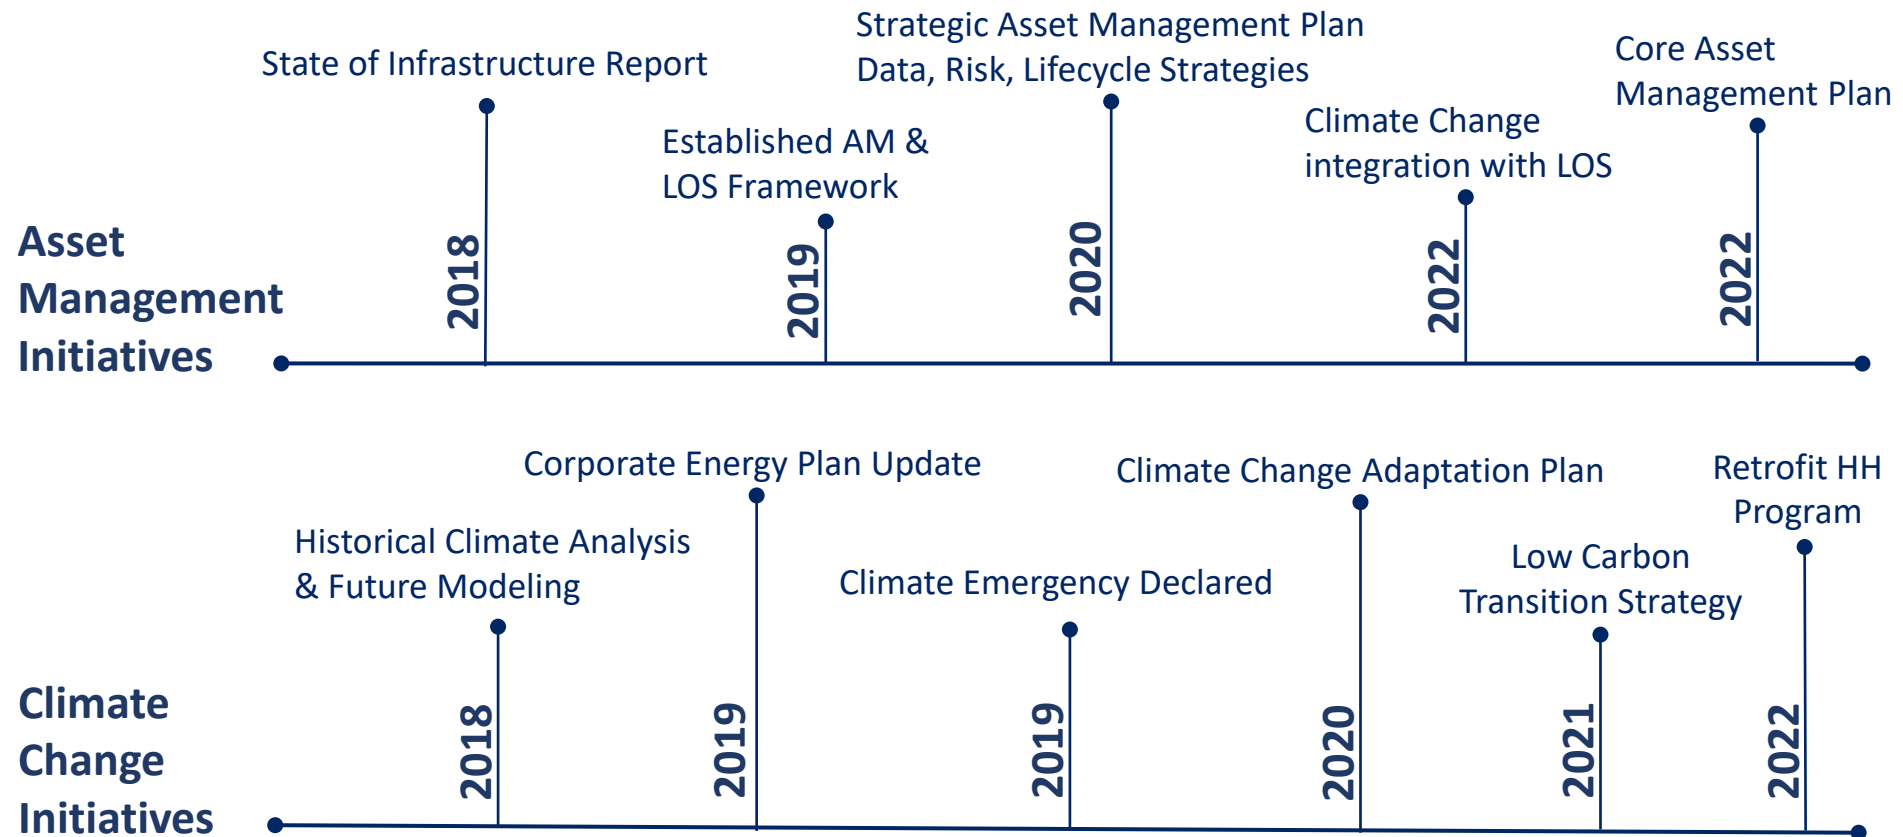 State of Infrastructure Report
Established AM &
LOS Framework
Strategic Asset Management Plan
Data, Risk, Lifecycle Strategies
Climate Change
integration with LOS
Core Asset
Management Plan
Asset
Management
Initiatives
2018
2019
2020
2022
2022
Historical Climate Analysis
& Future Modeling
Corporate Energy Plan Update
Climate Emergency Declared
Climate Change Adaptation Plan
Low Carbon
Transition Strategy
Retrofit HH
Program
Climate
Change
Initiatives
2018
2019
2019
2020
2021
2022